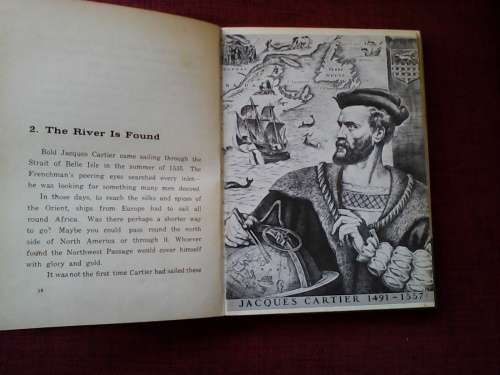 2. The River Is Found
Bold Jacques Cartier came sailing through
the Strait of Belle Isle in the summer of 1535. The
Frenchman's peering eyes searched every inlet—
he was looking for something many men desired.
In those days, to reach the silks and spices of
the Orient, ships from Europe had to sail all
round Africa. Was there perhaps a shorter way
to go? Maybe you could pass round the north
side of North America or through it. Whoever
found the Northwest Passage would cover himself
with glory and gold.
It was not the first time Cartier had sailed these
JACQUES CARTIER 1491-1557